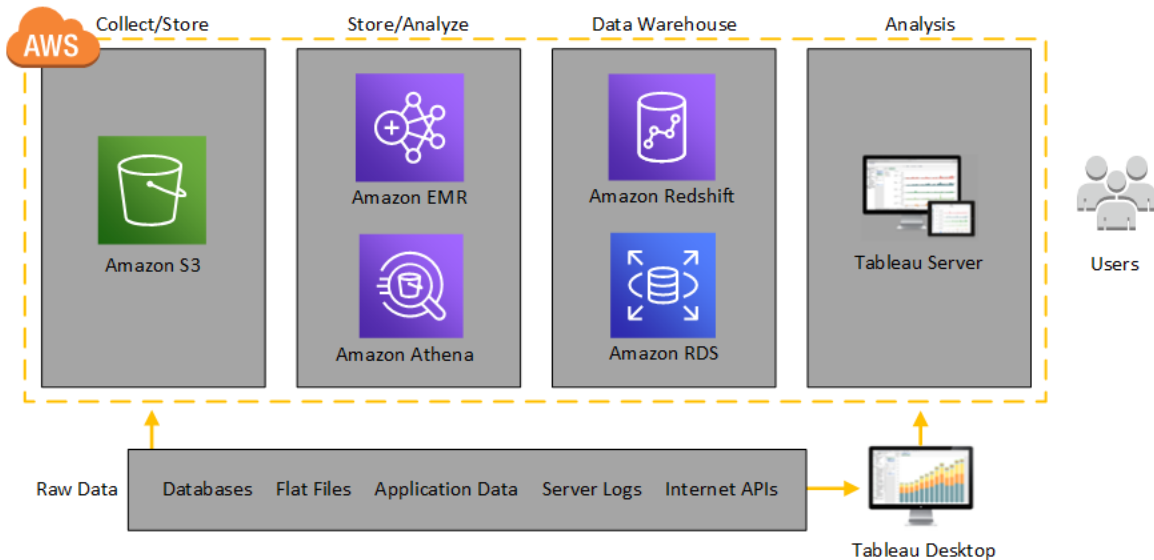 AWS
Collect/Store
Store/Analyze
Data Warehouse
Analysis
Amazon S3
Amazon EMR
Amazon Athena
Amazon Redshift
Amazon RDS
Tableau Server
Users
Raw Data
Databases
Flat Files
Application Data
Server Logs
Internet APIs
Tableau Desktop